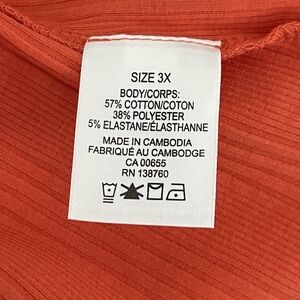 SIZE 3X
BODY/CORPS:
57% COTTON/COTON
38% POLYESTER
5% ELASTANE/ÉLASTHANNE
MADE IN CAMBODIA
FABRIQUÉ AU CAMBODGE
CA 00655
RN 138760